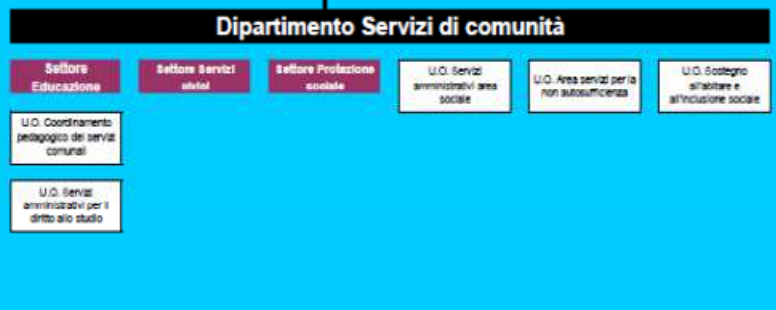 Dipartimento Servizi di comunità
Settore
Educazione
Settore Servizi
civici
Settore Protezione
sociale
U.O. Servizi
amministrativi area
sociale
U.O. Area servizi per la
non autosufficienza
U.O. Sostegno
all'abitare e
all'inclusione sociale
U.O. Coordinamento
pedagogico dei servizi
comunali
U.O. Servizi
amministrativi per il
diritto allo studio